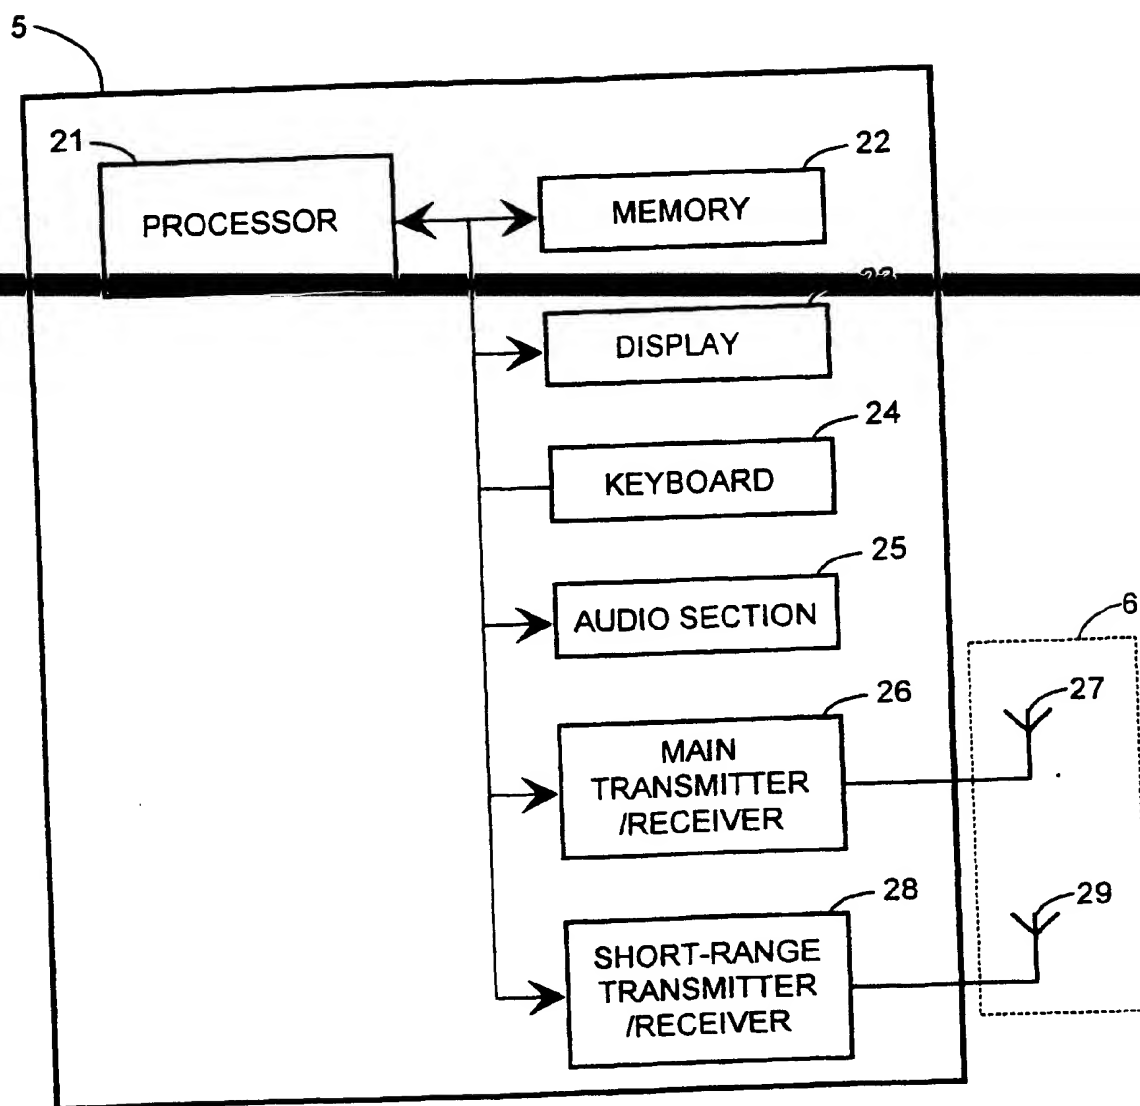 5
21
22
PROCESSOR
MEMORY
DISPLAY
24
KEYBOARD
25
AUDIO SECTION
6
26
27
MAIN
TRANSMITTER
/RECEIVER
28
29
SHORT-RANGE
TRANSMITTER
/RECEIVER